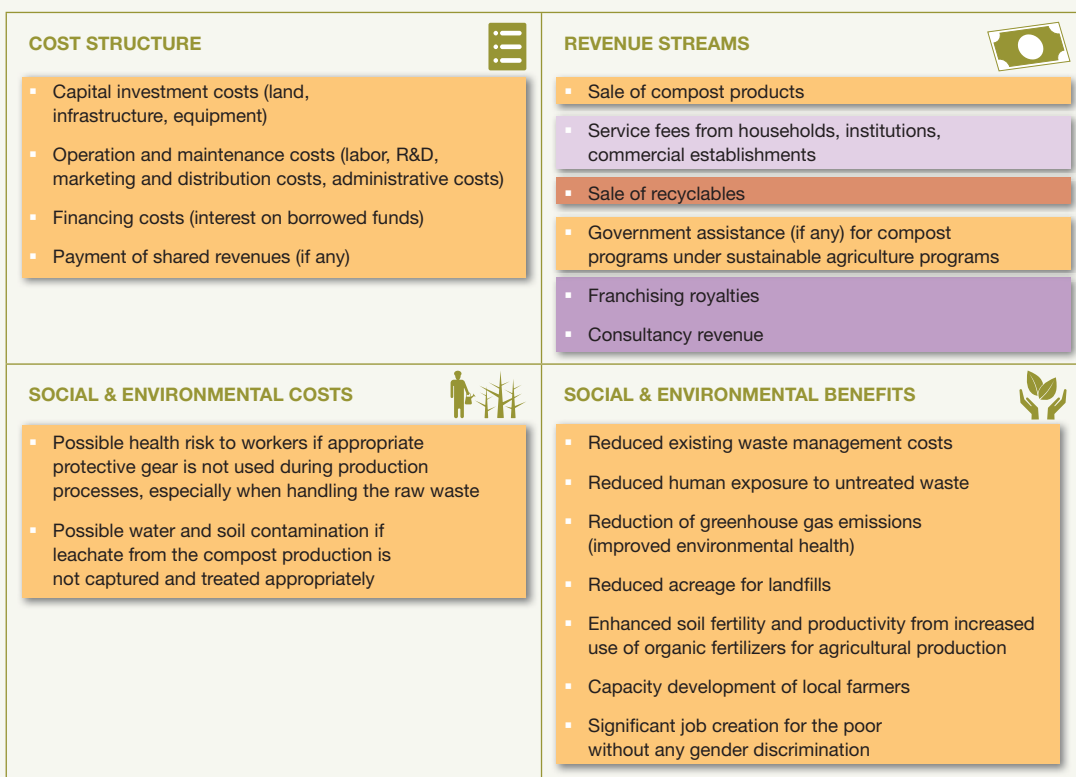 COST STRUCTURE
▪ Capital investment costs (land,
infrastructure, equipment)
▪ Operation and maintenance costs (labor, R&D,
marketing and distribution costs, administrative costs)
▪ Financing costs (interest on borrowed funds)
▪ Payment of shared revenues (if any)
REVENUE STREAMS
▪ Sale of compost products
▪ Service fees from households, institutions,
commercial establishments
▪ Sale of recyclables
▪ Government assistance (if any) for compost
programs under sustainable agriculture programs
▪ Franchising royalties
▪ Consultancy revenue
SOCIAL & ENVIRONMENTAL COSTS
▪ Possible health risk to workers if appropriate
protective gear is not used during production
processes, especially when handling the raw waste
▪ Possible water and soil contamination if
leachate from the compost production is
not captured and treated appropriately
SOCIAL & ENVIRONMENTAL BENEFITS
▪ Reduced existing waste management costs
▪ Reduced human exposure to untreated waste
▪ Reduction of greenhouse gas emissions
(improved environmental health)
▪ Reduced acreage for landfills
▪ Enhanced soil fertility and productivity from increased
use of organic fertilizers for agricultural production
▪ Capacity development of local farmers
▪ Significant job creation for the poor
without any gender discrimination